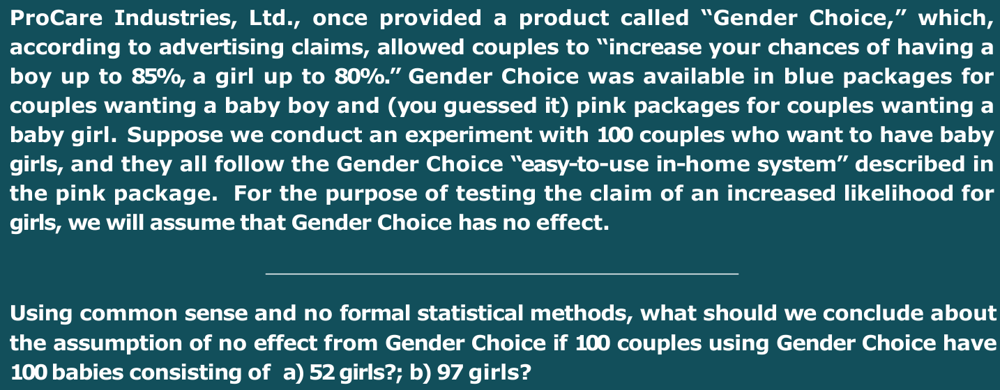 ProCare Industries, Ltd., once provided a product called “Gender Choice,” which,
according to advertising claims, allowed couples to “increase your chances of having a
boy up to 85%, a girl up to 80%.” Gender Choice was available in blue packages for
couples wanting a baby boy and (you guessed it) pink packages for couples wanting a
baby girl. Suppose we conduct an experiment with 100 couples who want to have baby
girls, and they all follow the Gender Choice “easy-to-use in-home system” described in
the pink package. For the purpose of testing the claim of an increased likelihood for
girls, we will assume that Gender Choice has no effect.
Using common sense and no formal statistical methods, what should we conclude about
the assumption of no effect from Gender Choice if 100 couples using Gender Choice have
100 babies consisting of a) 52 girls?; b) 97 girls?